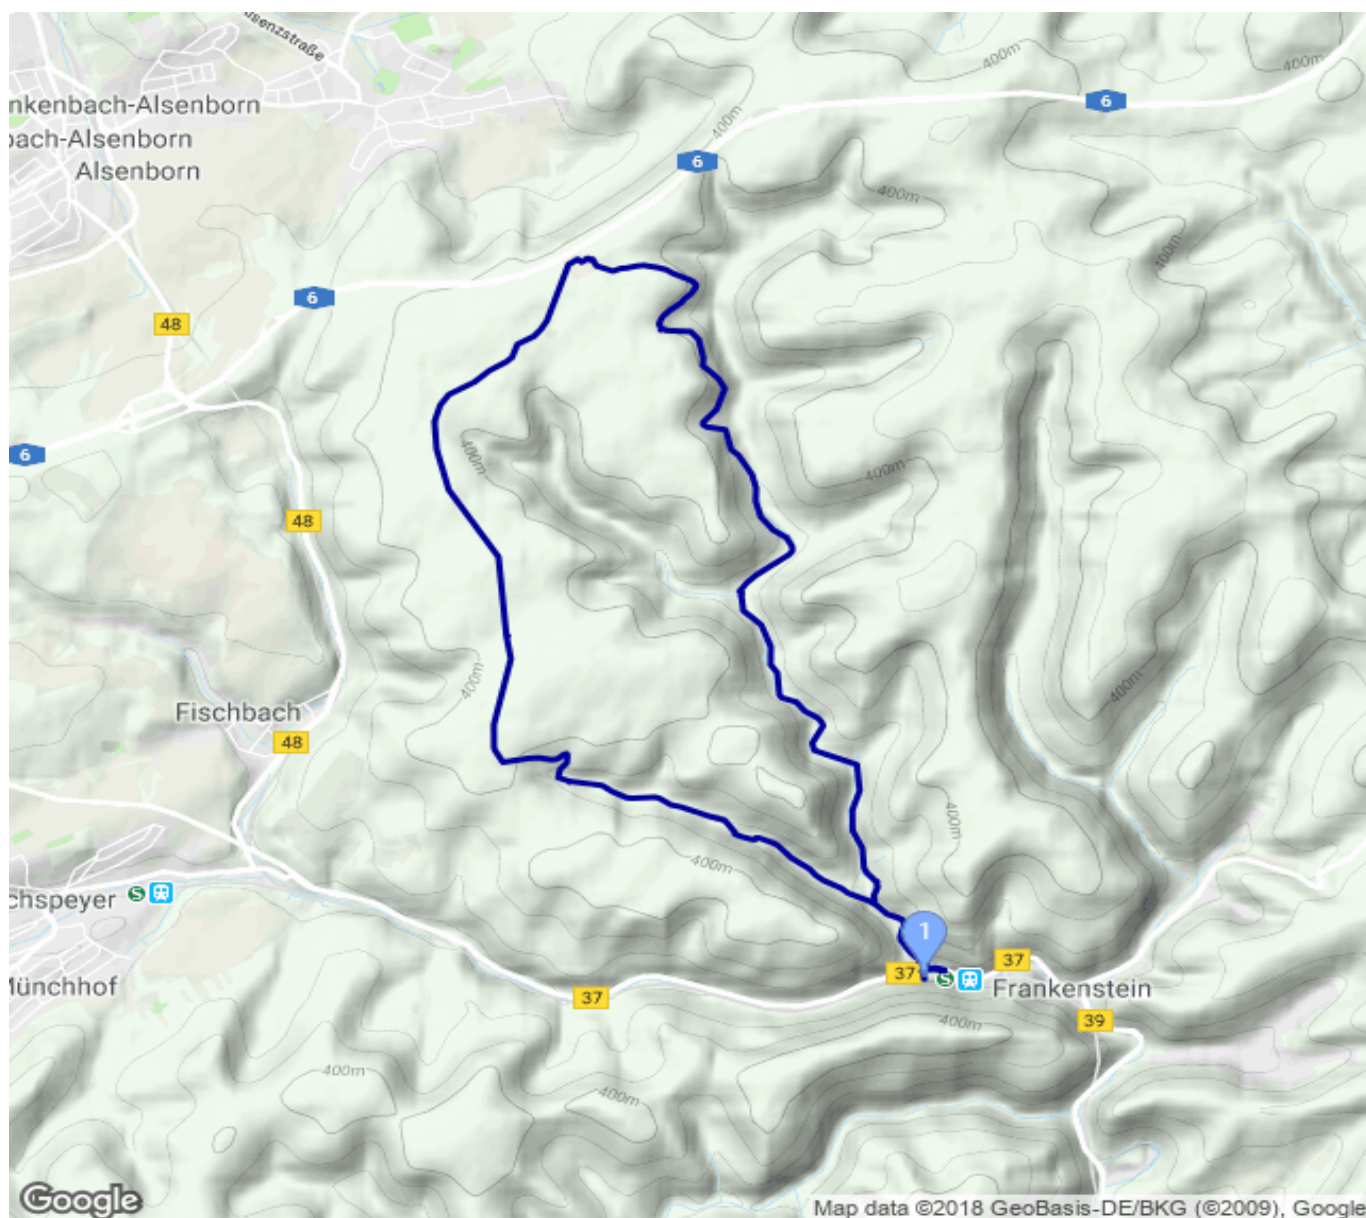 senzstraße
400m
6
400m
nkenbach-Alsenborn
bach-Alsenborn
400m
6
Alsenborn
400m
400m
6
48
400m
6
400m
48
400m
400m
Fischbach
48
400m
400m
chspeyer
S
1
37
37
Münchhof
S
Frankenstein
37
400m
39
400m
400m
Google
Map data ©2018 GeoBasis-DE/BKG (©2009), Google